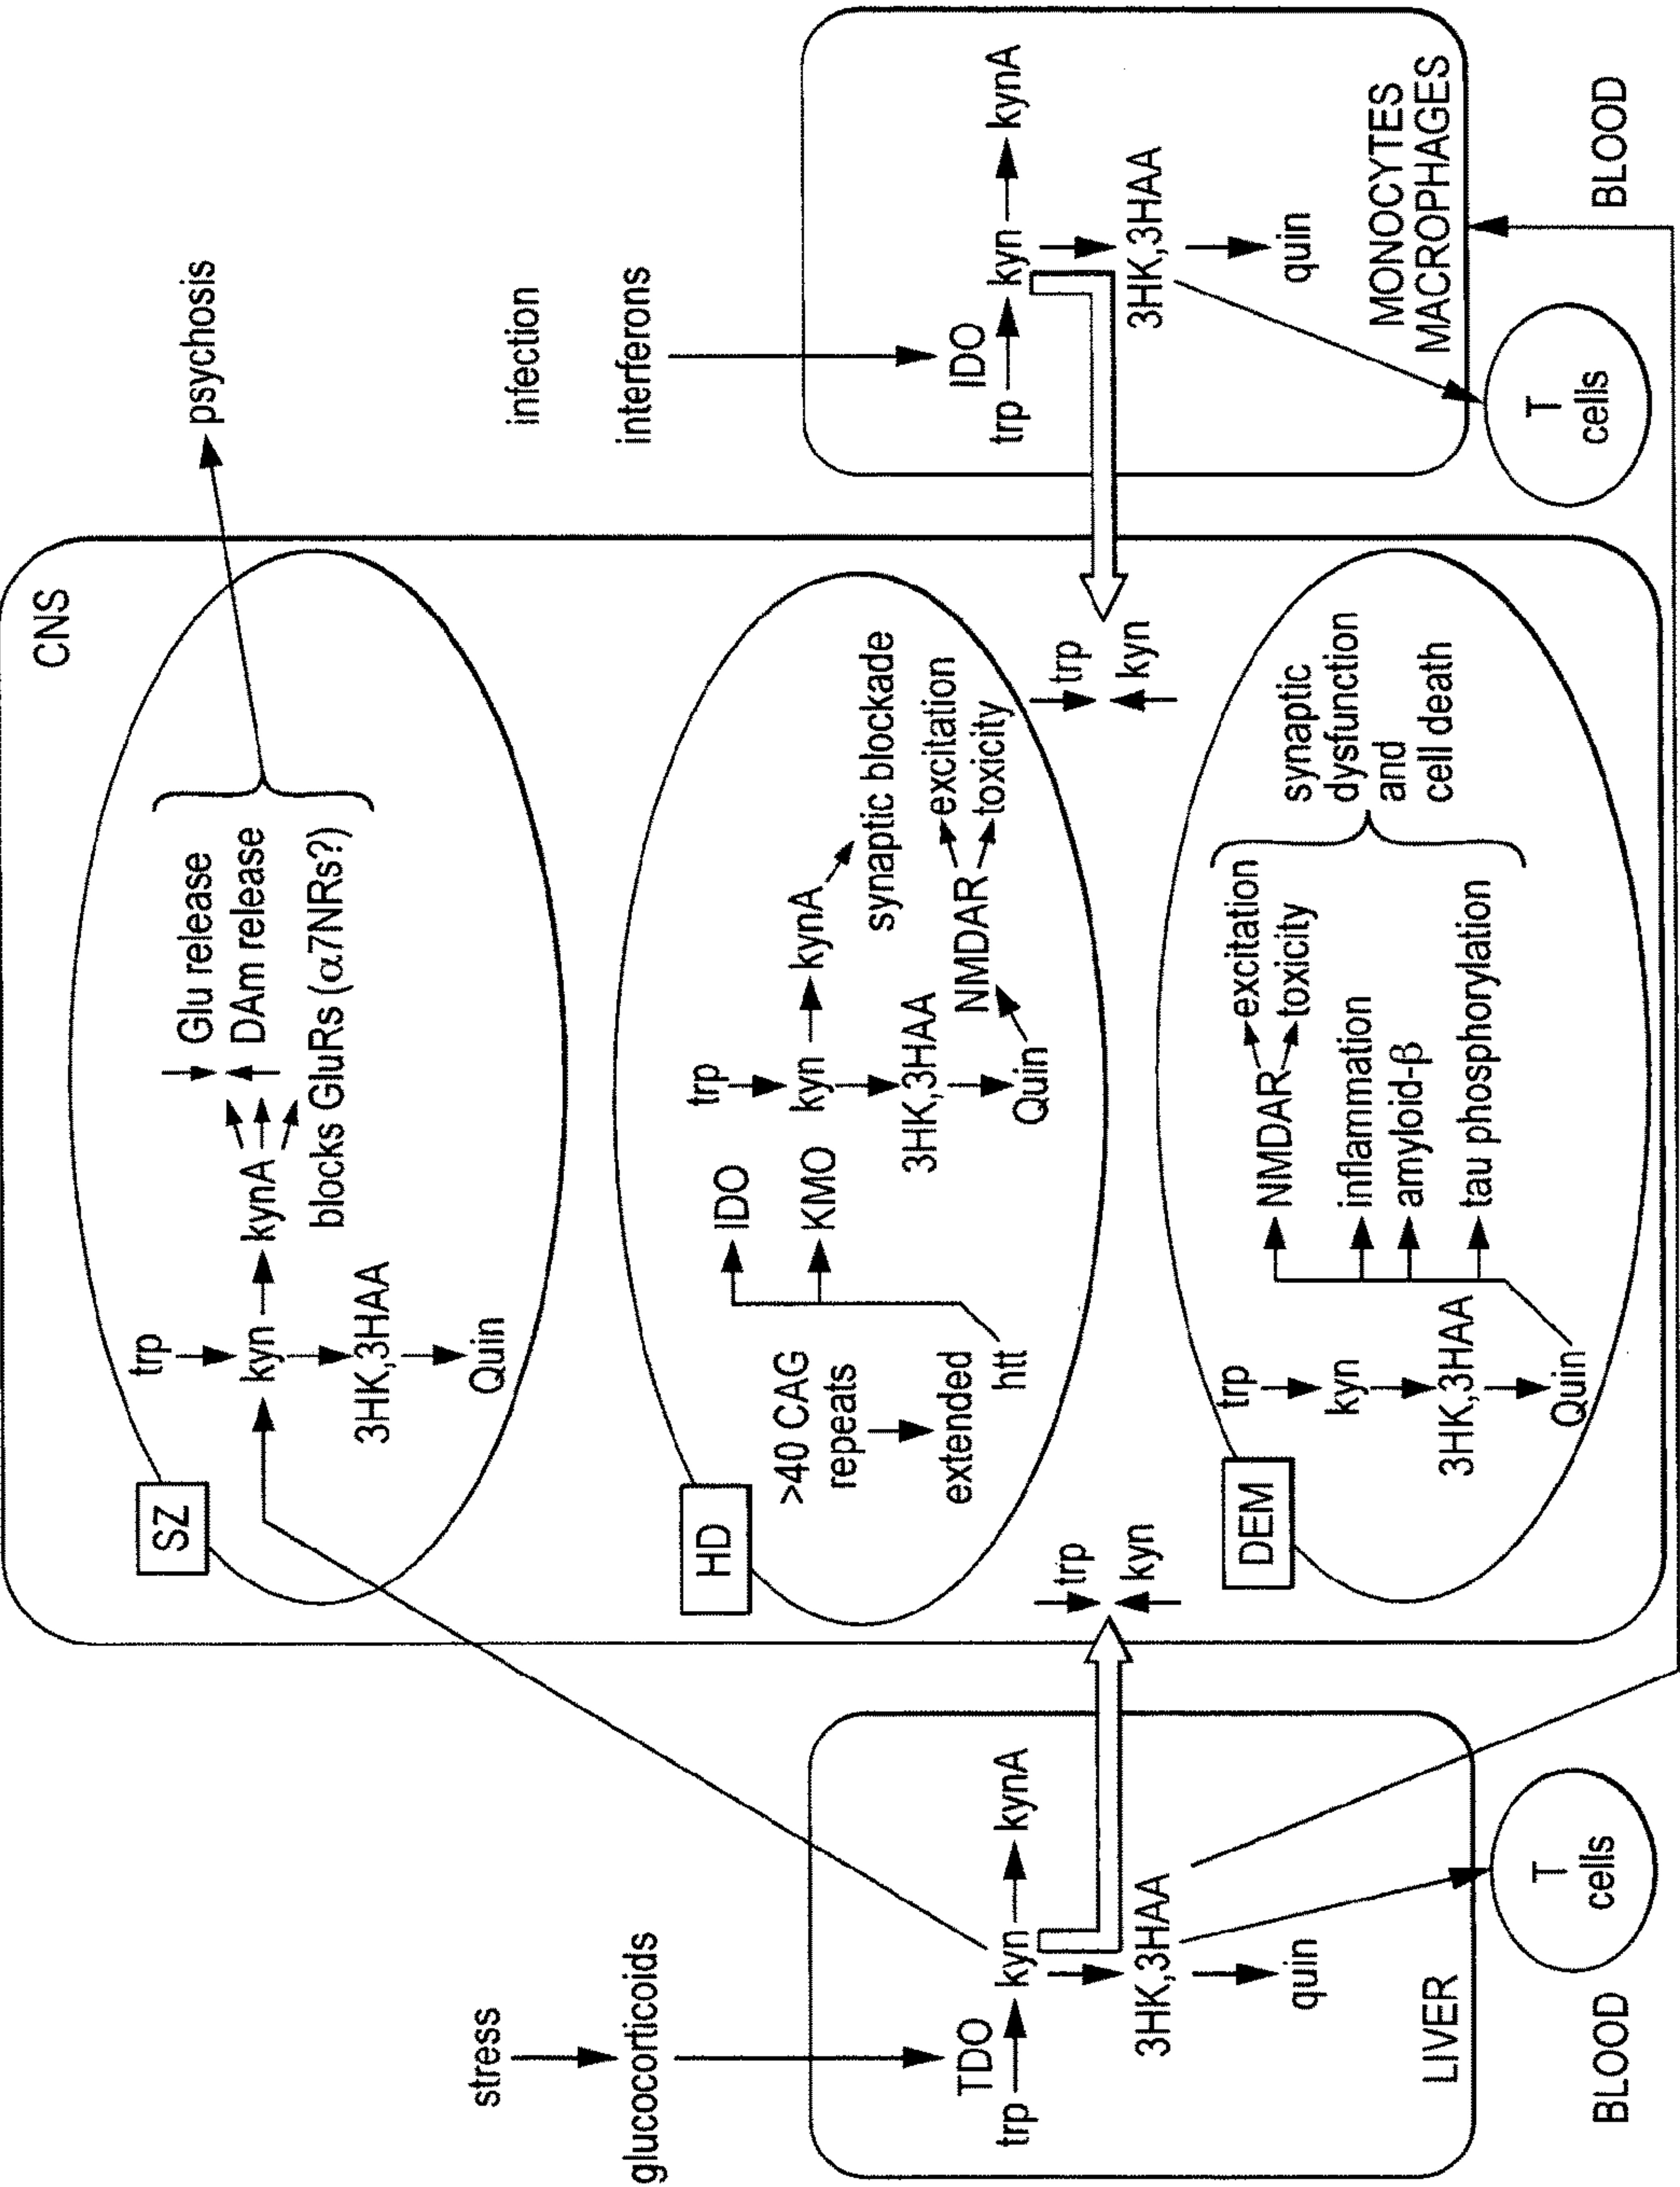 stress
glucocorticoids
TDO
trp
kyn
kynA
3HK,3HAA
quin
LIVER
T
cells
BLOOD
CNS
SZ
trp
kyn
kynA
3HK,3HAA
Quin
Glu release
DAm release
blocks GluRs (α7NRs?)
psychosis
HD
>40 CAG
repeats
extended
htt
IDO
KMO
trp
kyn
kynA
3HK,3HAA
Quin
synaptic blockade
NMDAR
excitation
toxicity
trp
kyn
trp
kyn
DEM
trp
kyn
3HK,3HAA
Quin
NMDAR
excitation
toxicity
inflammation
amyloid-β
tau phosphorylation
synaptic
dysfunction
and
cell death
infection
interferons
IDO
trp
kyn
kynA
3HK,3HAA
quin
MONOCYTES
MACROPHAGES
T
cells
BLOOD